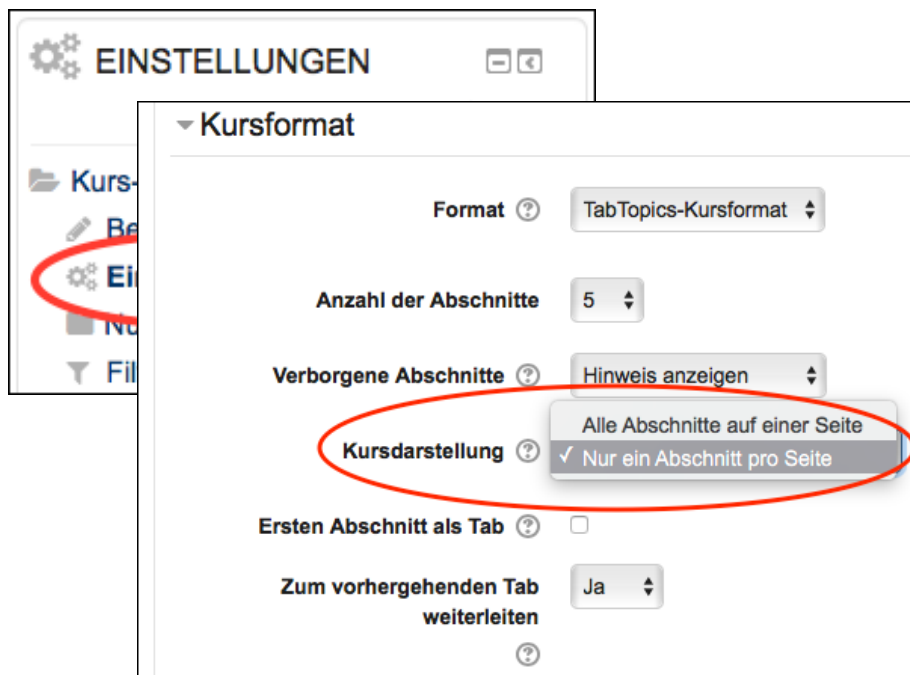 EINSTELLUNGEN
Kurs-
Be
Ei
Nu
Fil
Kursformat
Format TabTopics-Kursformat
Anzahl der Abschnitte 5
Verborgene Abschnitte Hinweis anzeigen
Alle Abschnitte auf einer Seite
Kursdarstellung Nur ein Abschnitt pro Seite
Ersten Abschnitt als Tab
Zum vorhergehenden Tab Ja
weiterleiten